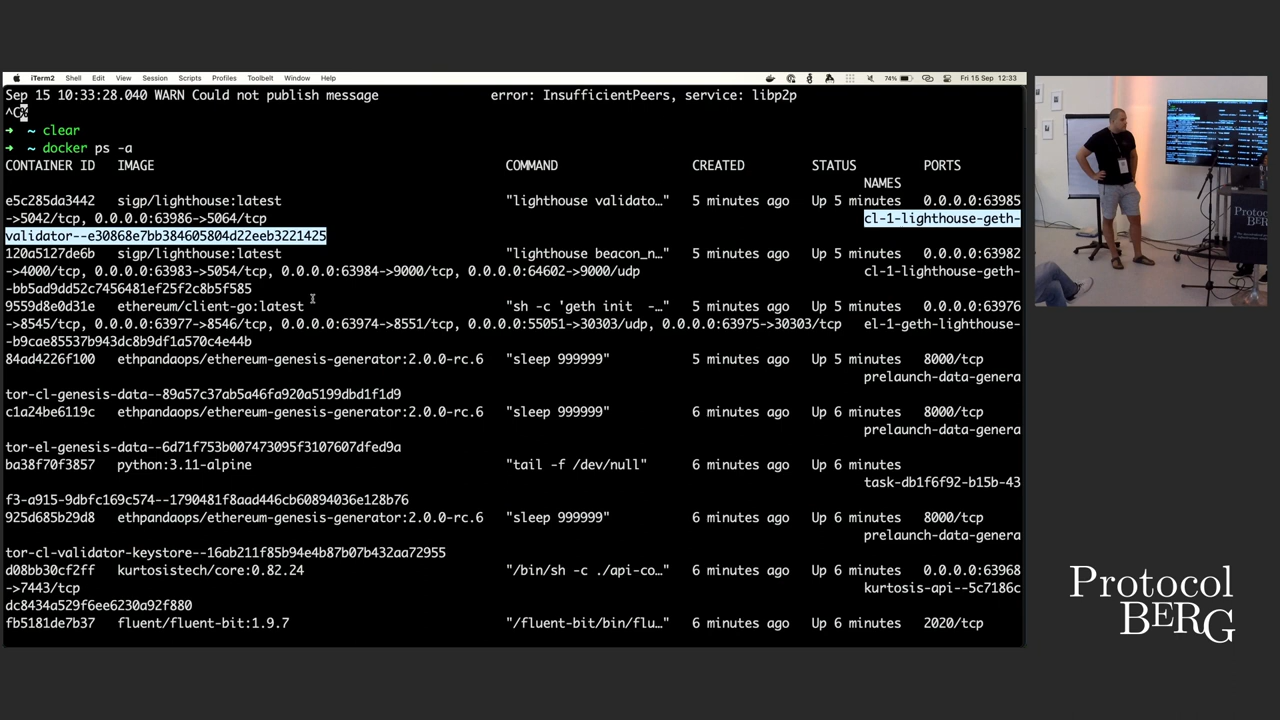 iTerm2 Shell Edit View Session Scripts Profiles Toolbelt Window Help 74% Fri 15 Sep 12:33
Sep 15 10:33:28.040 WARN Could not publish message error: InsufficientPeers, service: libp2p
➜ ~ clear
➜ ~ docker ps -a
CONTAINER ID IMAGE COMMAND CREATED STATUS PORTS
NAMES
e5c285da3442 sigp/lighthouse:latest "lighthouse validato…" 5 minutes ago Up 5 minutes 0.0.0.0:63985
->5042/tcp, 0.0.0.0:63986->5064/tcp cl-1-lighthouse-geth-
validator--e30868e7bb384605804d22eeb3221425
120a5127de6b sigp/lighthouse:latest "lighthouse beacon_n…" 5 minutes ago Up 5 minutes 0.0.0.0:63982
->4000/tcp, 0.0.0.0:63983->5054/tcp, 0.0.0.0:63984->9000/tcp, 0.0.0.0:64602->9000/udp cl-1-lighthouse-geth-
-bb5ad9dd52c7456481ef25f2c8b5f585
9559d8e0d31e ethereum/client-go:latest "sh -c 'geth init -…" 5 minutes ago Up 5 minutes 0.0.0.0:63976
->8545/tcp, 0.0.0.0:63977->8546/tcp, 0.0.0.0:63974->8551/tcp, 0.0.0.0:55051->30303/udp, 0.0.0.0:63975->30303/tcp el-1-geth-lighthouse-
-b9cae85537b943dc8b9df1a570c4e44b
84ad4226f100 ethpandaops/ethereum-genesis-generator:2.0.0-rc.6 "sleep 999999" 5 minutes ago Up 5 minutes 8000/tcp
prelaunch-data-genera
tor-cl-genesis-data--89a57c37ab5a46fa920a5199dbd1f1d9
c1a24be6119c ethpandaops/ethereum-genesis-generator:2.0.0-rc.6 "sleep 999999" 6 minutes ago Up 6 minutes 8000/tcp
prelaunch-data-genera
tor-el-genesis-data--6d71f753b007473095f3107607dfed9a
ba38f70f3857 python:3.11-alpine "tail -f /dev/null" 6 minutes ago Up 6 minutes
task-db1f6f92-b15b-43
f3-a915-9dbfc169c574--1790481f8aad446cb60894036e128b76
925d685b29d8 ethpandaops/ethereum-genesis-generator:2.0.0-rc.6 "sleep 999999" 6 minutes ago Up 6 minutes 8000/tcp
prelaunch-data-genera
tor-cl-validator-keystore--16ab211f85b94e4b87b07b432aa72955
d08bb30cf2ff kurtosistech/core:0.82.24 "/bin/sh -c ./api-co…" 6 minutes ago Up 6 minutes 0.0.0.0:63968
->7443/tcp kurtosis-api--5c7186c
dc8434a529f6ee6230a92f880
fb5181de7b37 fluent/fluent-bit:1.9.7 "/fluent-bit/bin/flu…" 6 minutes ago Up 6 minutes 2020/tcp
Protocol
BERG